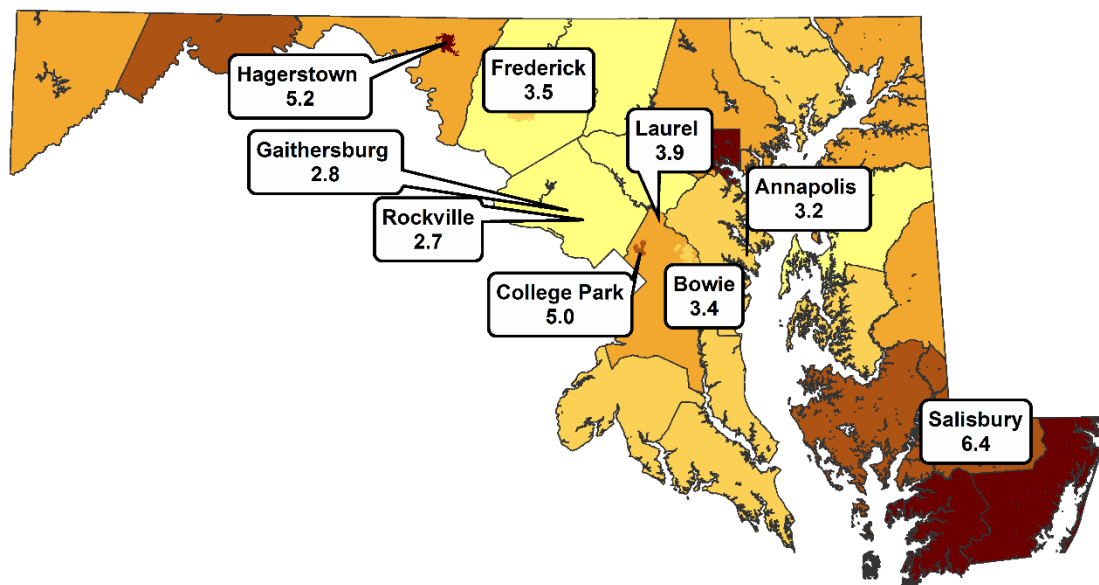 Hagerstown
5.2
Frederick
3.5
Laurel
3.9
Gaithersburg
2.8
Annapolis
3.2
Rockville
2.7
College Park
5.0
Bowie
3.4
Salisbury
6.4